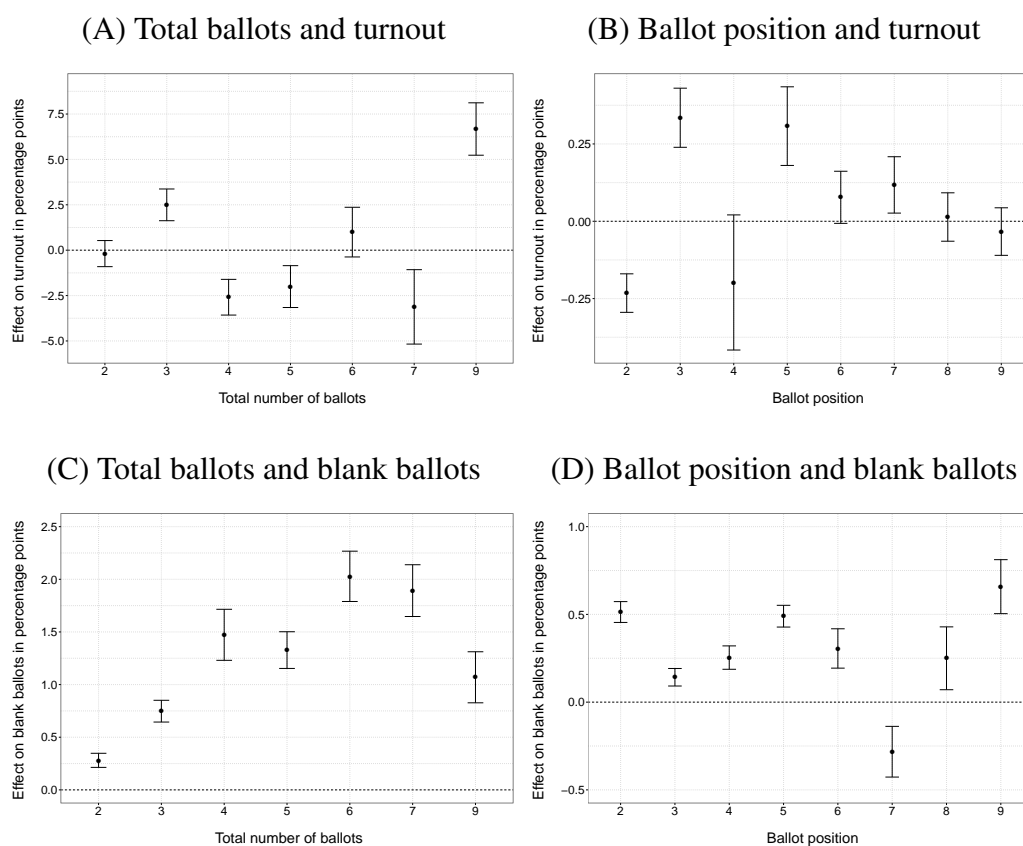 (A) Total ballots and turnout
Effect on turnout in percentage points
7.5
5.0
2.5
0.0
−2.5
−5.0
2 3 4 5 6 7 9
Total number of ballots
(B) Ballot position and turnout
Effect on turnout in percentage points
0.25
0.00
−0.25
2 3 4 5 6 7 8 9
Ballot position
(C) Total ballots and blank ballots
Effect on blank ballots in percentage points
2.5
2.0
1.5
1.0
0.5
0.0
2 3 4 5 6 7 9
Total number of ballots
(D) Ballot position and blank ballots
Effect on blank ballots in percentage points
1.0
0.5
0.0
−0.5
2 3 4 5 6 7 8 9
Ballot position